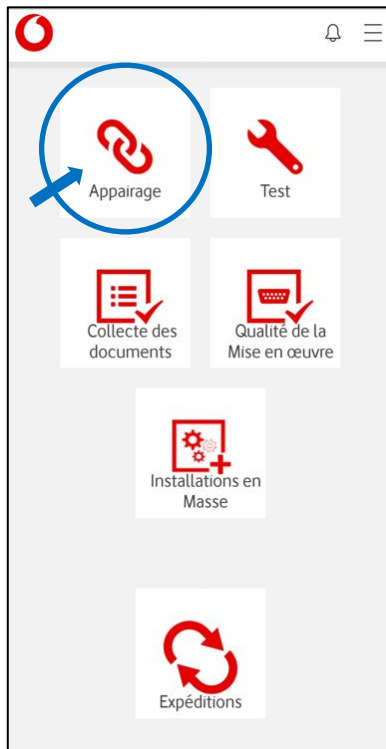 Appairage
Test
Collecte des
documents
Qualité de la
Mise en œuvre
Installations en
Masse
Expéditions